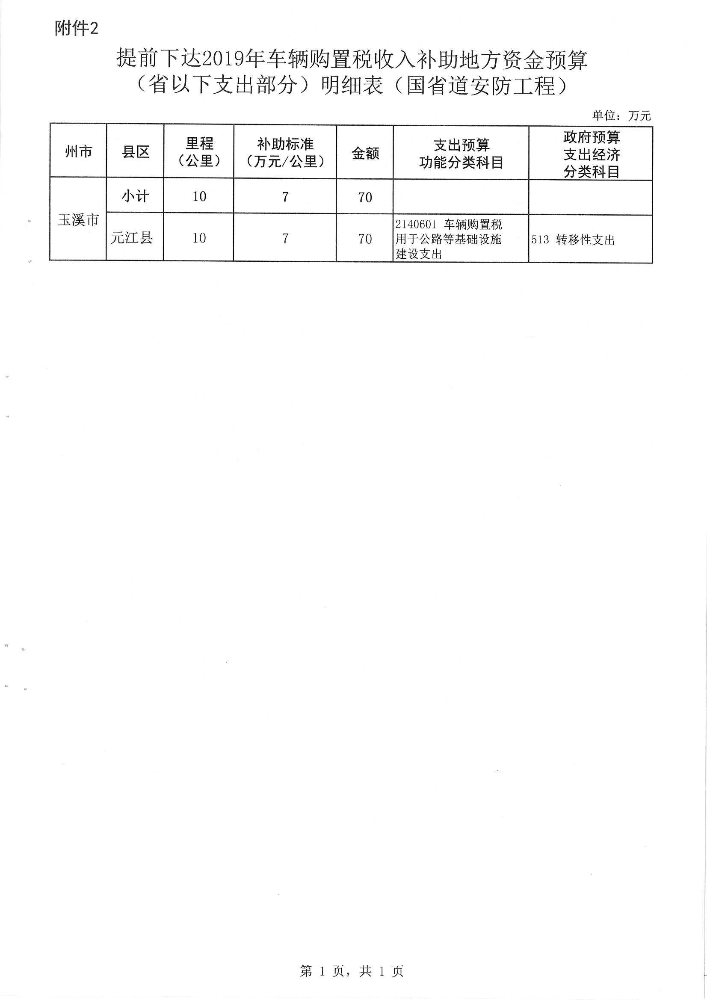 附件2
提前下达2019年车辆购置税收入补助地方资金预算
（省以下支出部分）明细表（国省道安防工程）
单位：万元
州市 县区 里程（公里） 补助标准（万元/公里） 金额 支出预算功能分类科目 政府预算支出经济分类科目
玉溪市 小计 10 7 70
元江县 10 7 70 2140601 车辆购置税用于公路等基础设施建设支出 513 转移性支出
第 1 页，共 1 页